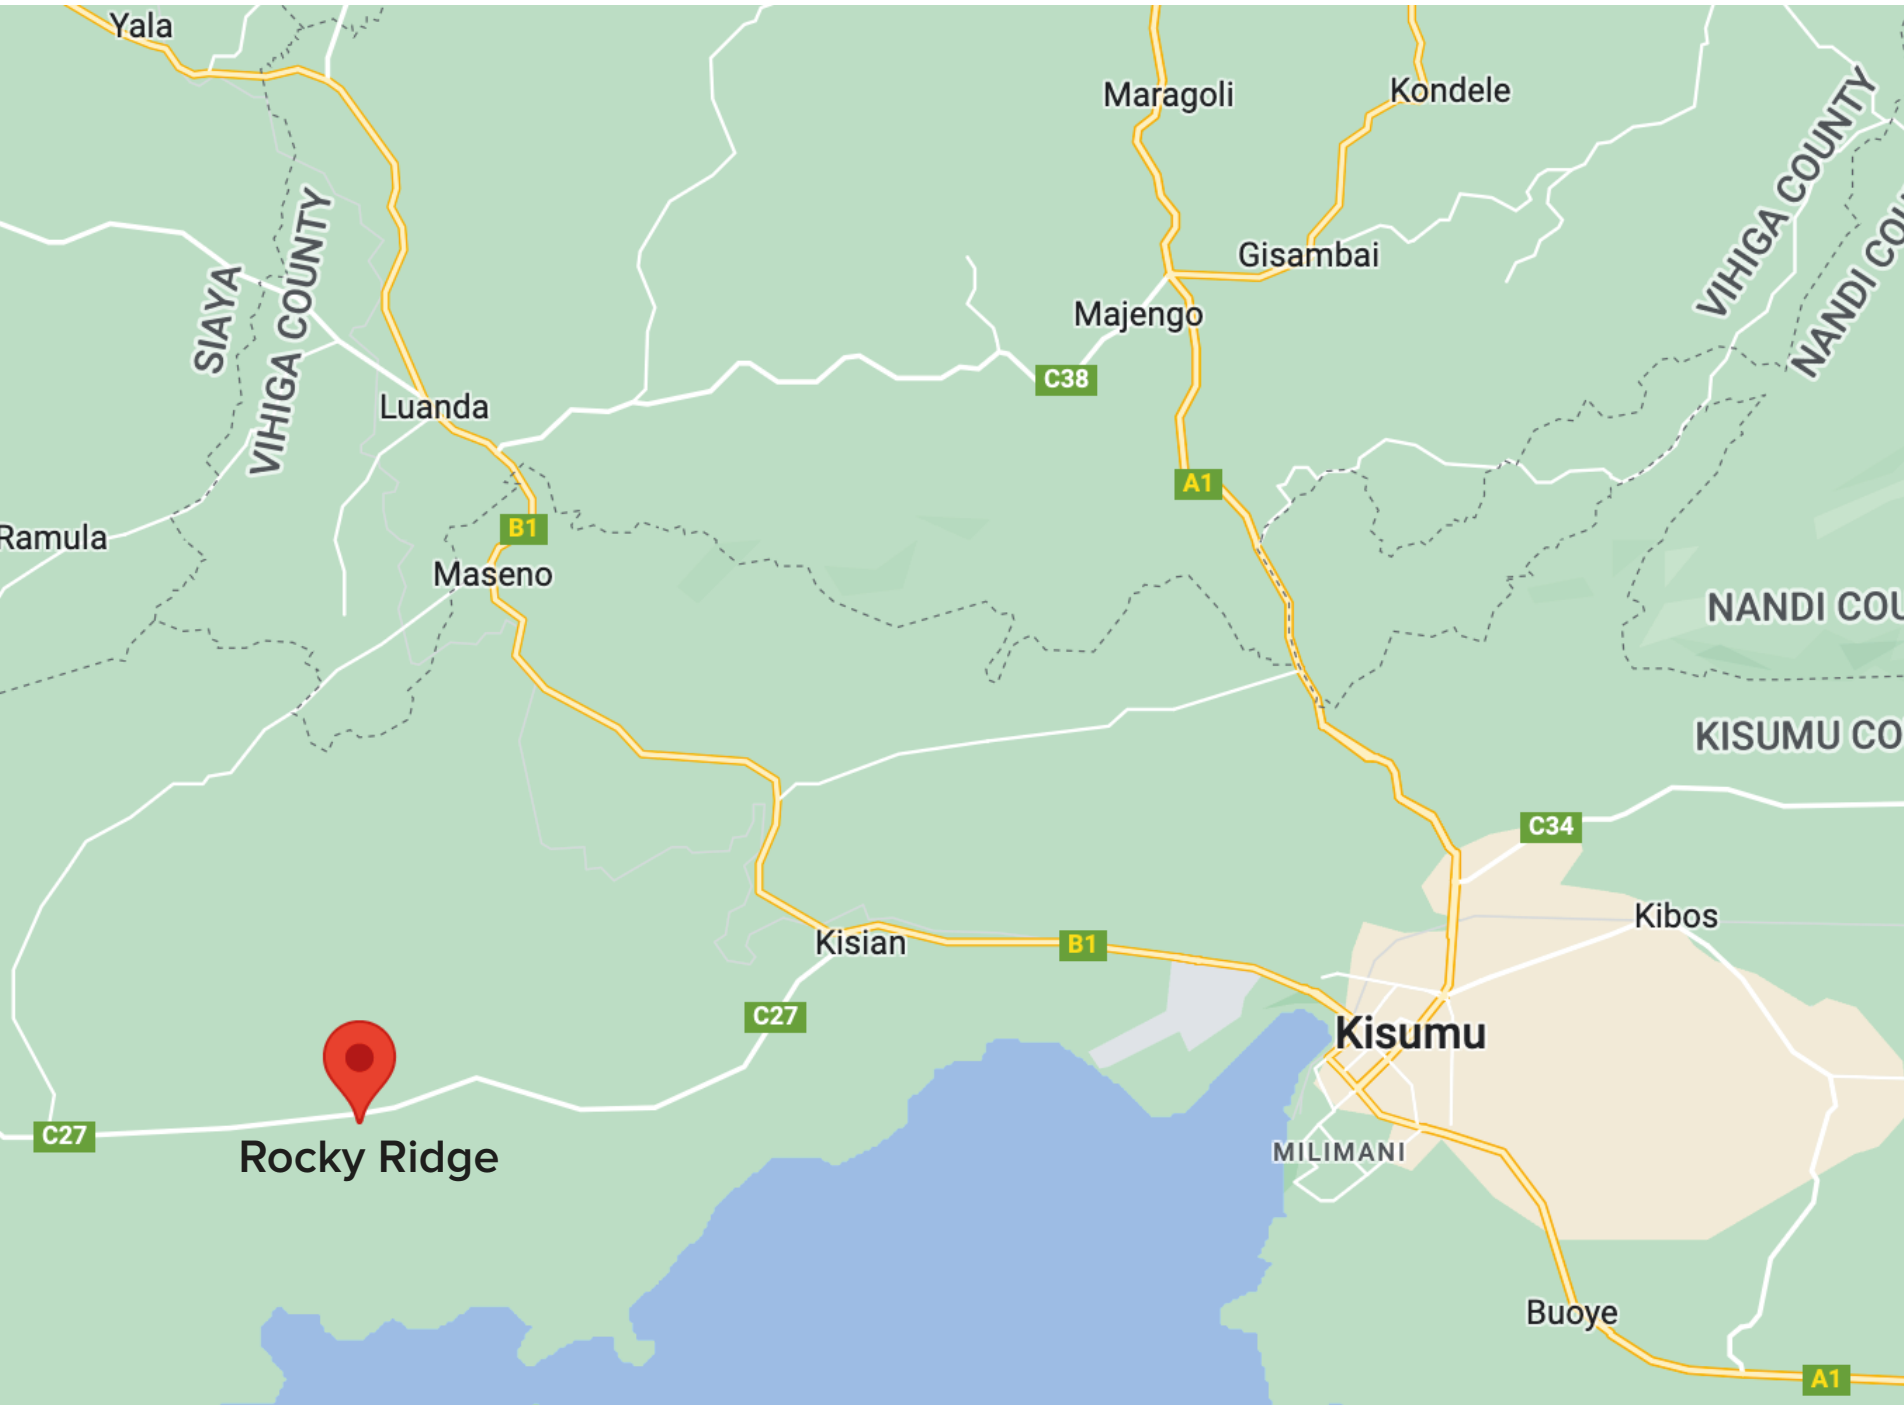 Yala
Maragoli
Kondele
VIHIGA COUNTY
NANDI COU
SIAYA
VIHIGA COUNTY
Gisambai
Majengo
C38
Luanda
A1
B1
Ramula
Maseno
NANDI COU
KISUMU CO
C34
Kibos
Kisian
B1
C27
Kisumu
C27
Rocky Ridge
MILIMANI
Buoye
A1